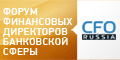 ФОРУМ
ФИНАНСОВЫХ
ДИРЕКТОРОВ
БАНКОВСКОЙ
СФЕРЫ
CFO
RUSSIA